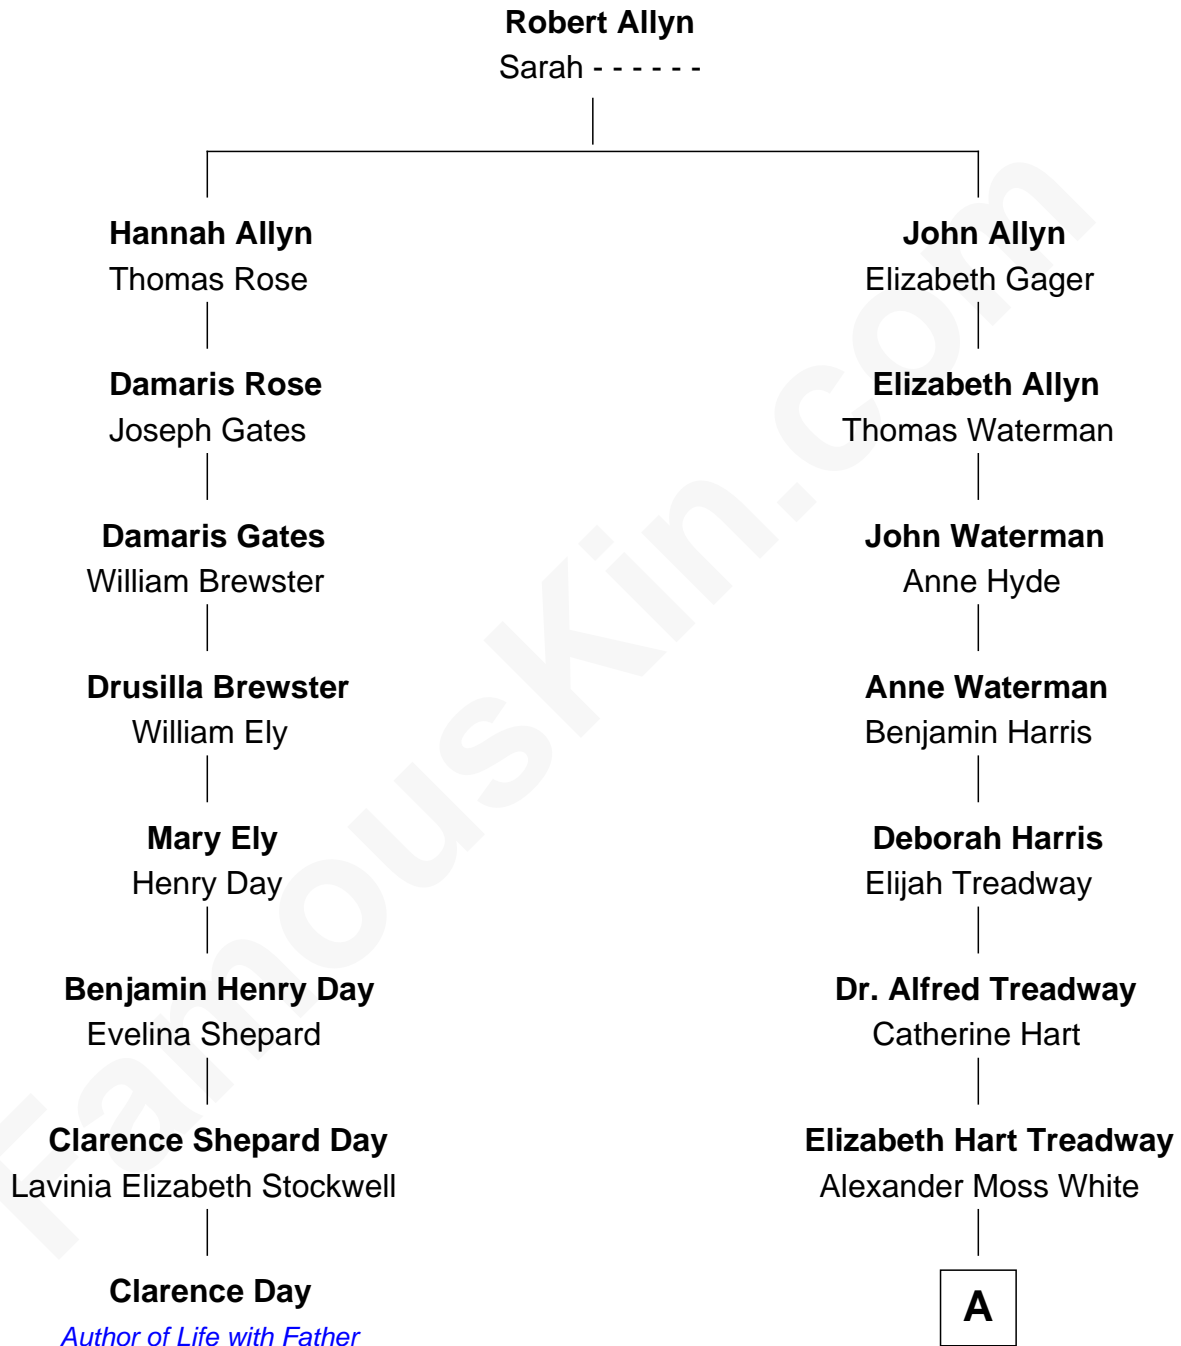 Robert Allyn
Sarah - - - - - -
Hannah Allyn
Thomas Rose
John Allyn
Elizabeth Gager
Damaris Rose
Joseph Gates
Elizabeth Allyn
Thomas Waterman
Damaris Gates
William Brewster
John Waterman
Anne Hyde
Drusilla Brewster
William Ely
Anne Waterman
Benjamin Harris
Mary Ely
Henry Day
Deborah Harris
Elijah Treadway
Benjamin Henry Day
Evelina Shepard
Dr. Alfred Treadway
Catherine Hart
Clarence Shepard Day
Lavinia Elizabeth Stockwell
Elizabeth Hart Treadway
Alexander Moss White
Clarence Day
Author of Life with Father
A
FamousKin.com